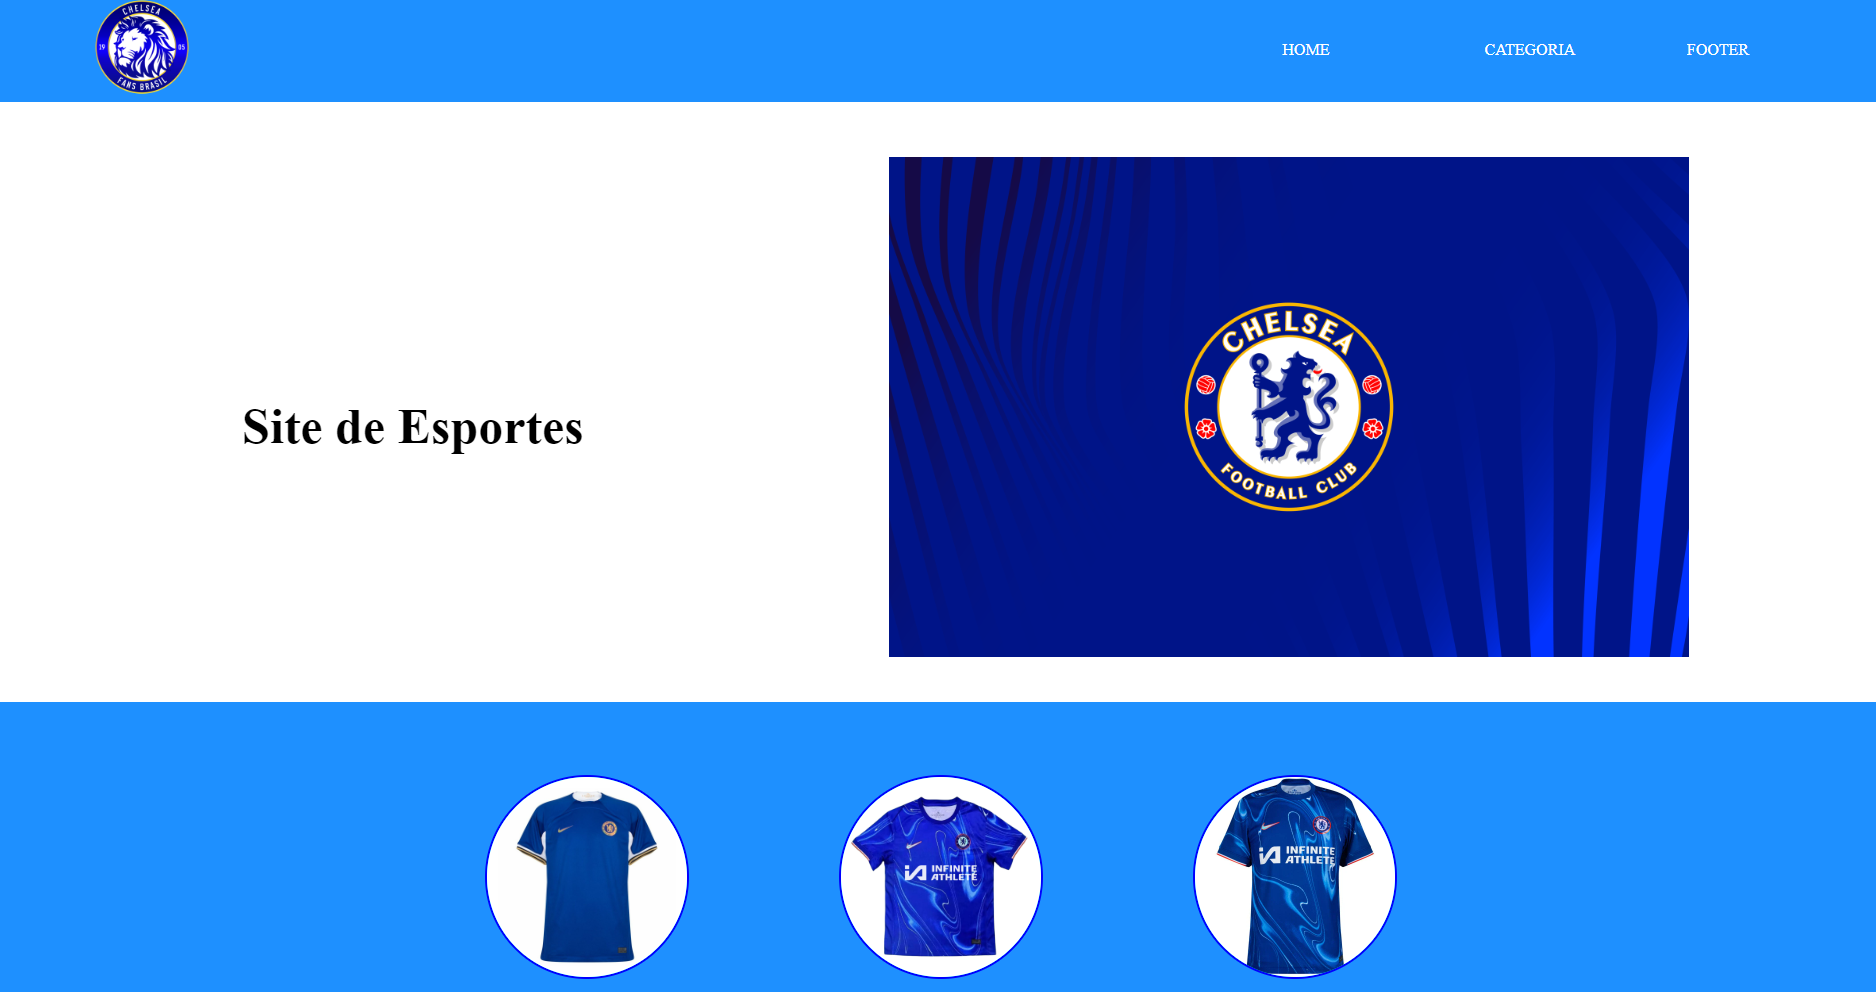 CHELSEA
19 05
FANS BRASIL
HOME CATEGORIA FOOTER
Site de Esportes
CHELSEA
FOOTBALL CLUB
INFINITE
ATHLETE
INFINITE
ATHLETE